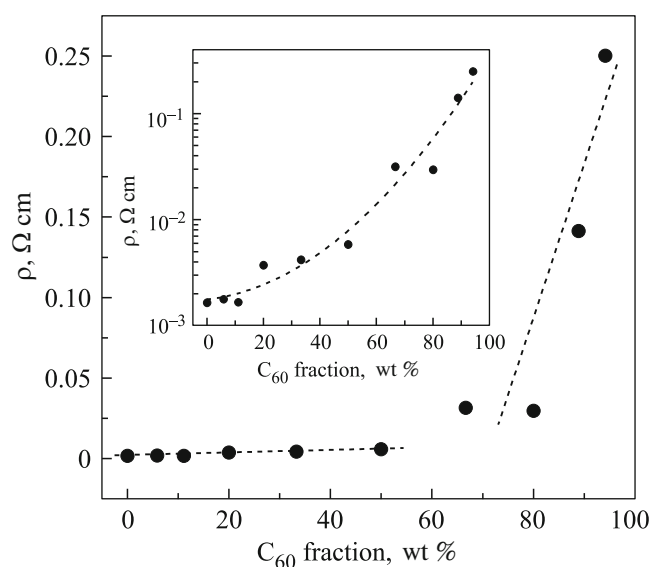 0.25
0.20
0.15
0.10
0.05
0
ρ, Ω cm
0 20 40 60 80 100
C₆₀ fraction, wt %
10⁻¹
10⁻²
10⁻³
ρ, Ω cm
0 20 40 60 80 100
C₆₀ fraction, wt %